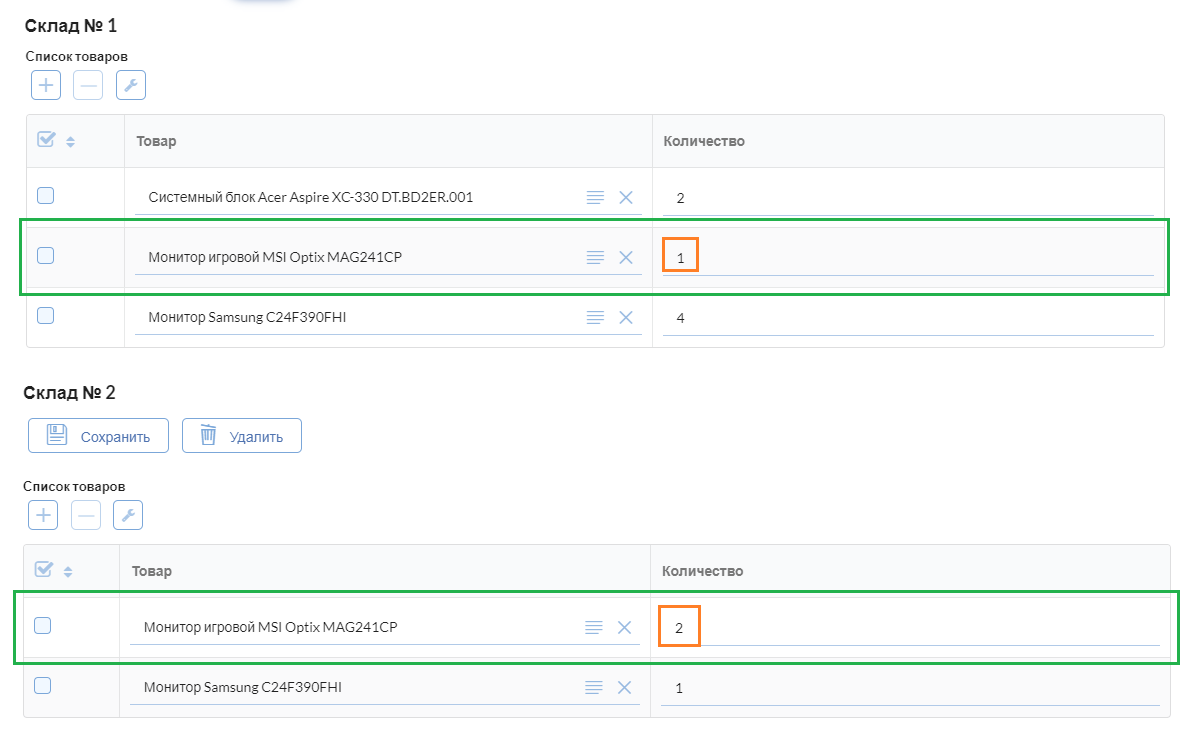 Склад № 1
Список товаров
Товар Количество
Системный блок Acer Aspire XC-330 DT.BD2ER.001 2
Монитор игровой MSI Optix MAG241CP 1
Монитор Samsung C24F390FHI 4
Склад № 2
Сохранить Удалить
Список товаров
Товар Количество
Монитор игровой MSI Optix MAG241CP 2
Монитор Samsung C24F390FHI 1